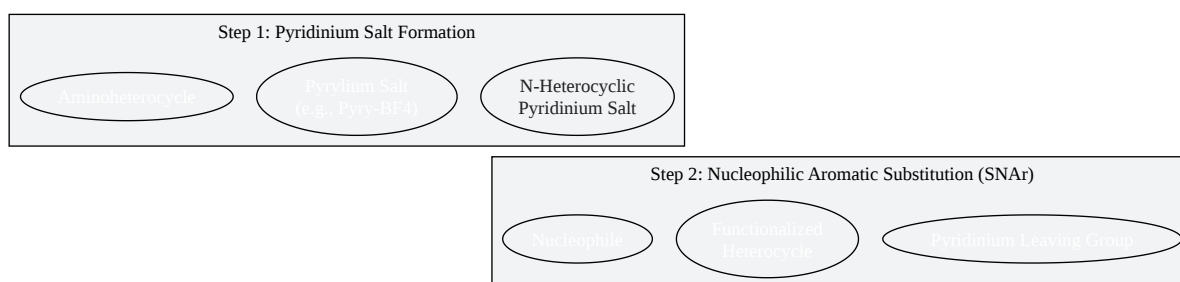 Step 1: Pyridinium Salt Formation
Aminoheterocycle
Pyrylium Salt
(e.g., Pyry-BF4)
N-Heterocyclic
Pyridinium Salt
Step 2: Nucleophilic Aromatic Substitution (SNAr)
Nucleophile
Functionalized
Heterocycle
Pyridinium Leaving Group